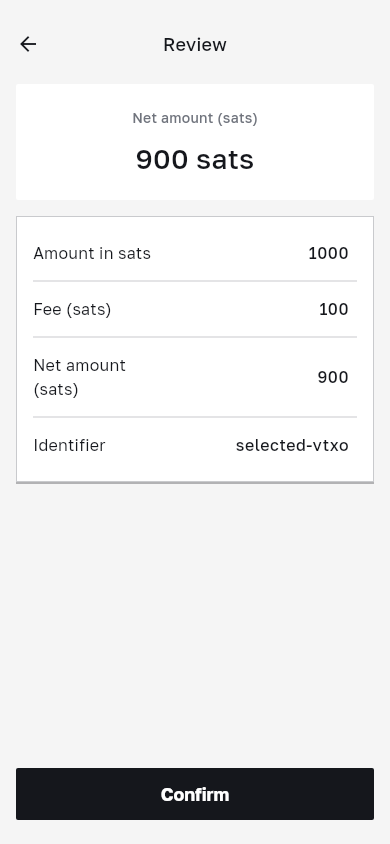 Review
Net amount (sats)
900 sats
Amount in sats 1000
Fee (sats) 100
Net amount
(sats) 900
Identifier selected-vtxo
Confirm